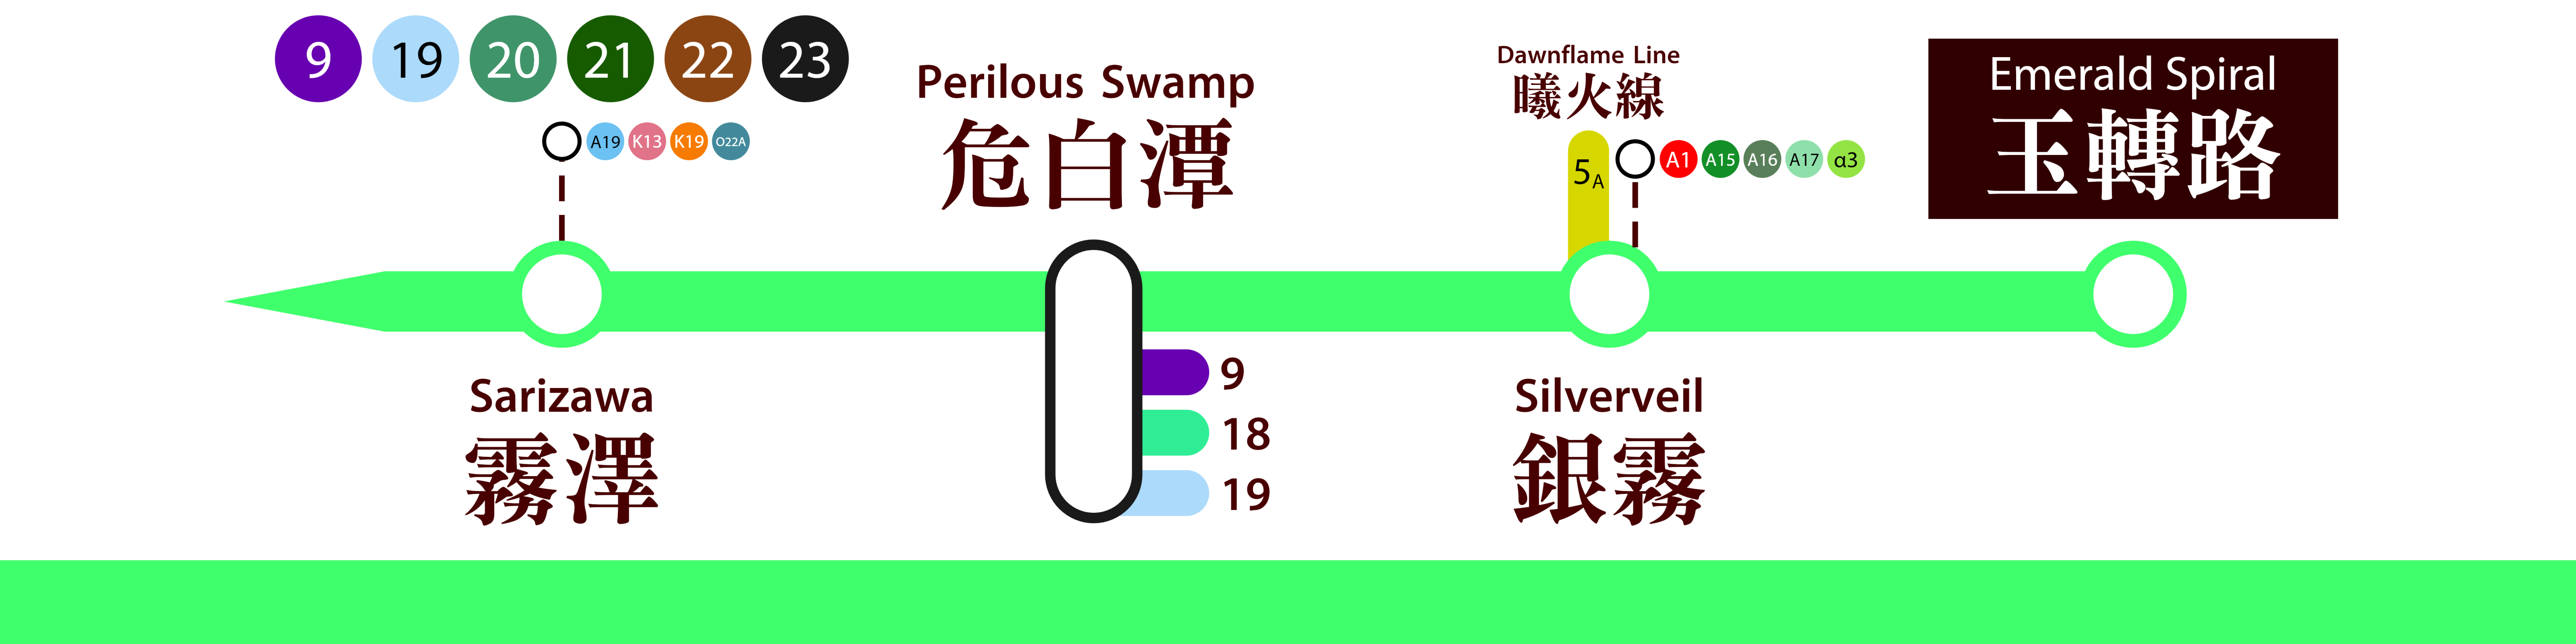 9 19 20 21 22 23
A19 K13 K19 O22A
Sarizawa
霧澤
Perilous Swamp
危白潭
9
18
19
Dawnflame Line
曦火線
5A
A1 A15 A16 A17 α3
Silverveil
銀霧
Emerald Spiral
玉轉路